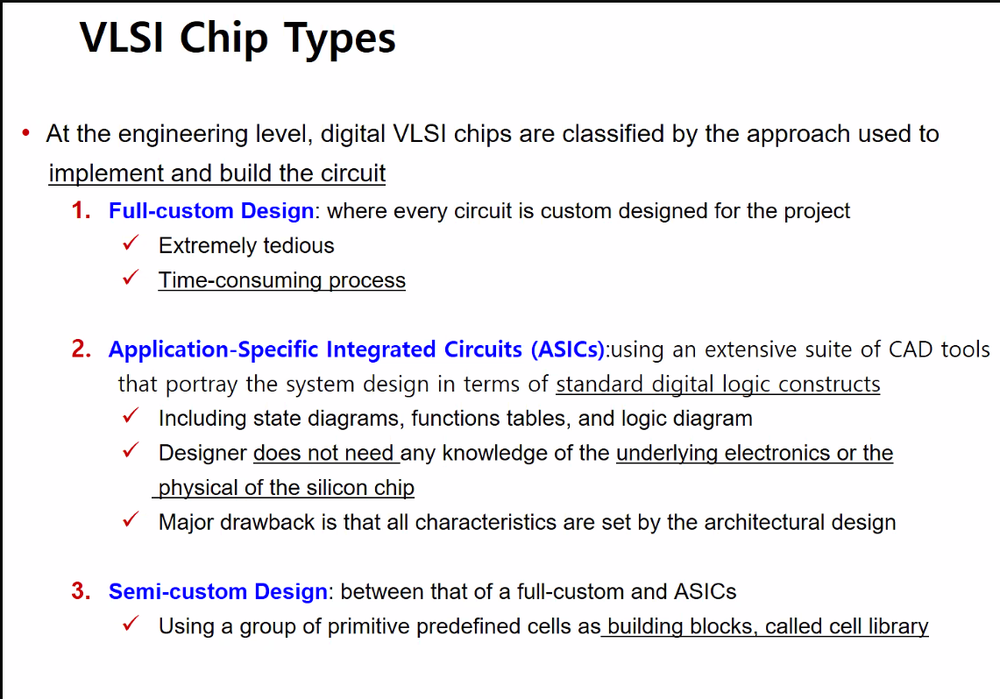 VLSI Chip Types
• At the engineering level, digital VLSI chips are classified by the approach used to
implement and build the circuit
1. Full-custom Design: where every circuit is custom designed for the project
✓ Extremely tedious
✓ Time-consuming process
2. Application-Specific Integrated Circuits (ASICs):using an extensive suite of CAD tools
that portray the system design in terms of standard digital logic constructs
✓ Including state diagrams, functions tables, and logic diagram
✓ Designer does not need any knowledge of the underlying electronics or the
physical of the silicon chip
✓ Major drawback is that all characteristics are set by the architectural design
3. Semi-custom Design: between that of a full-custom and ASICs
✓ Using a group of primitive predefined cells as building blocks, called cell library